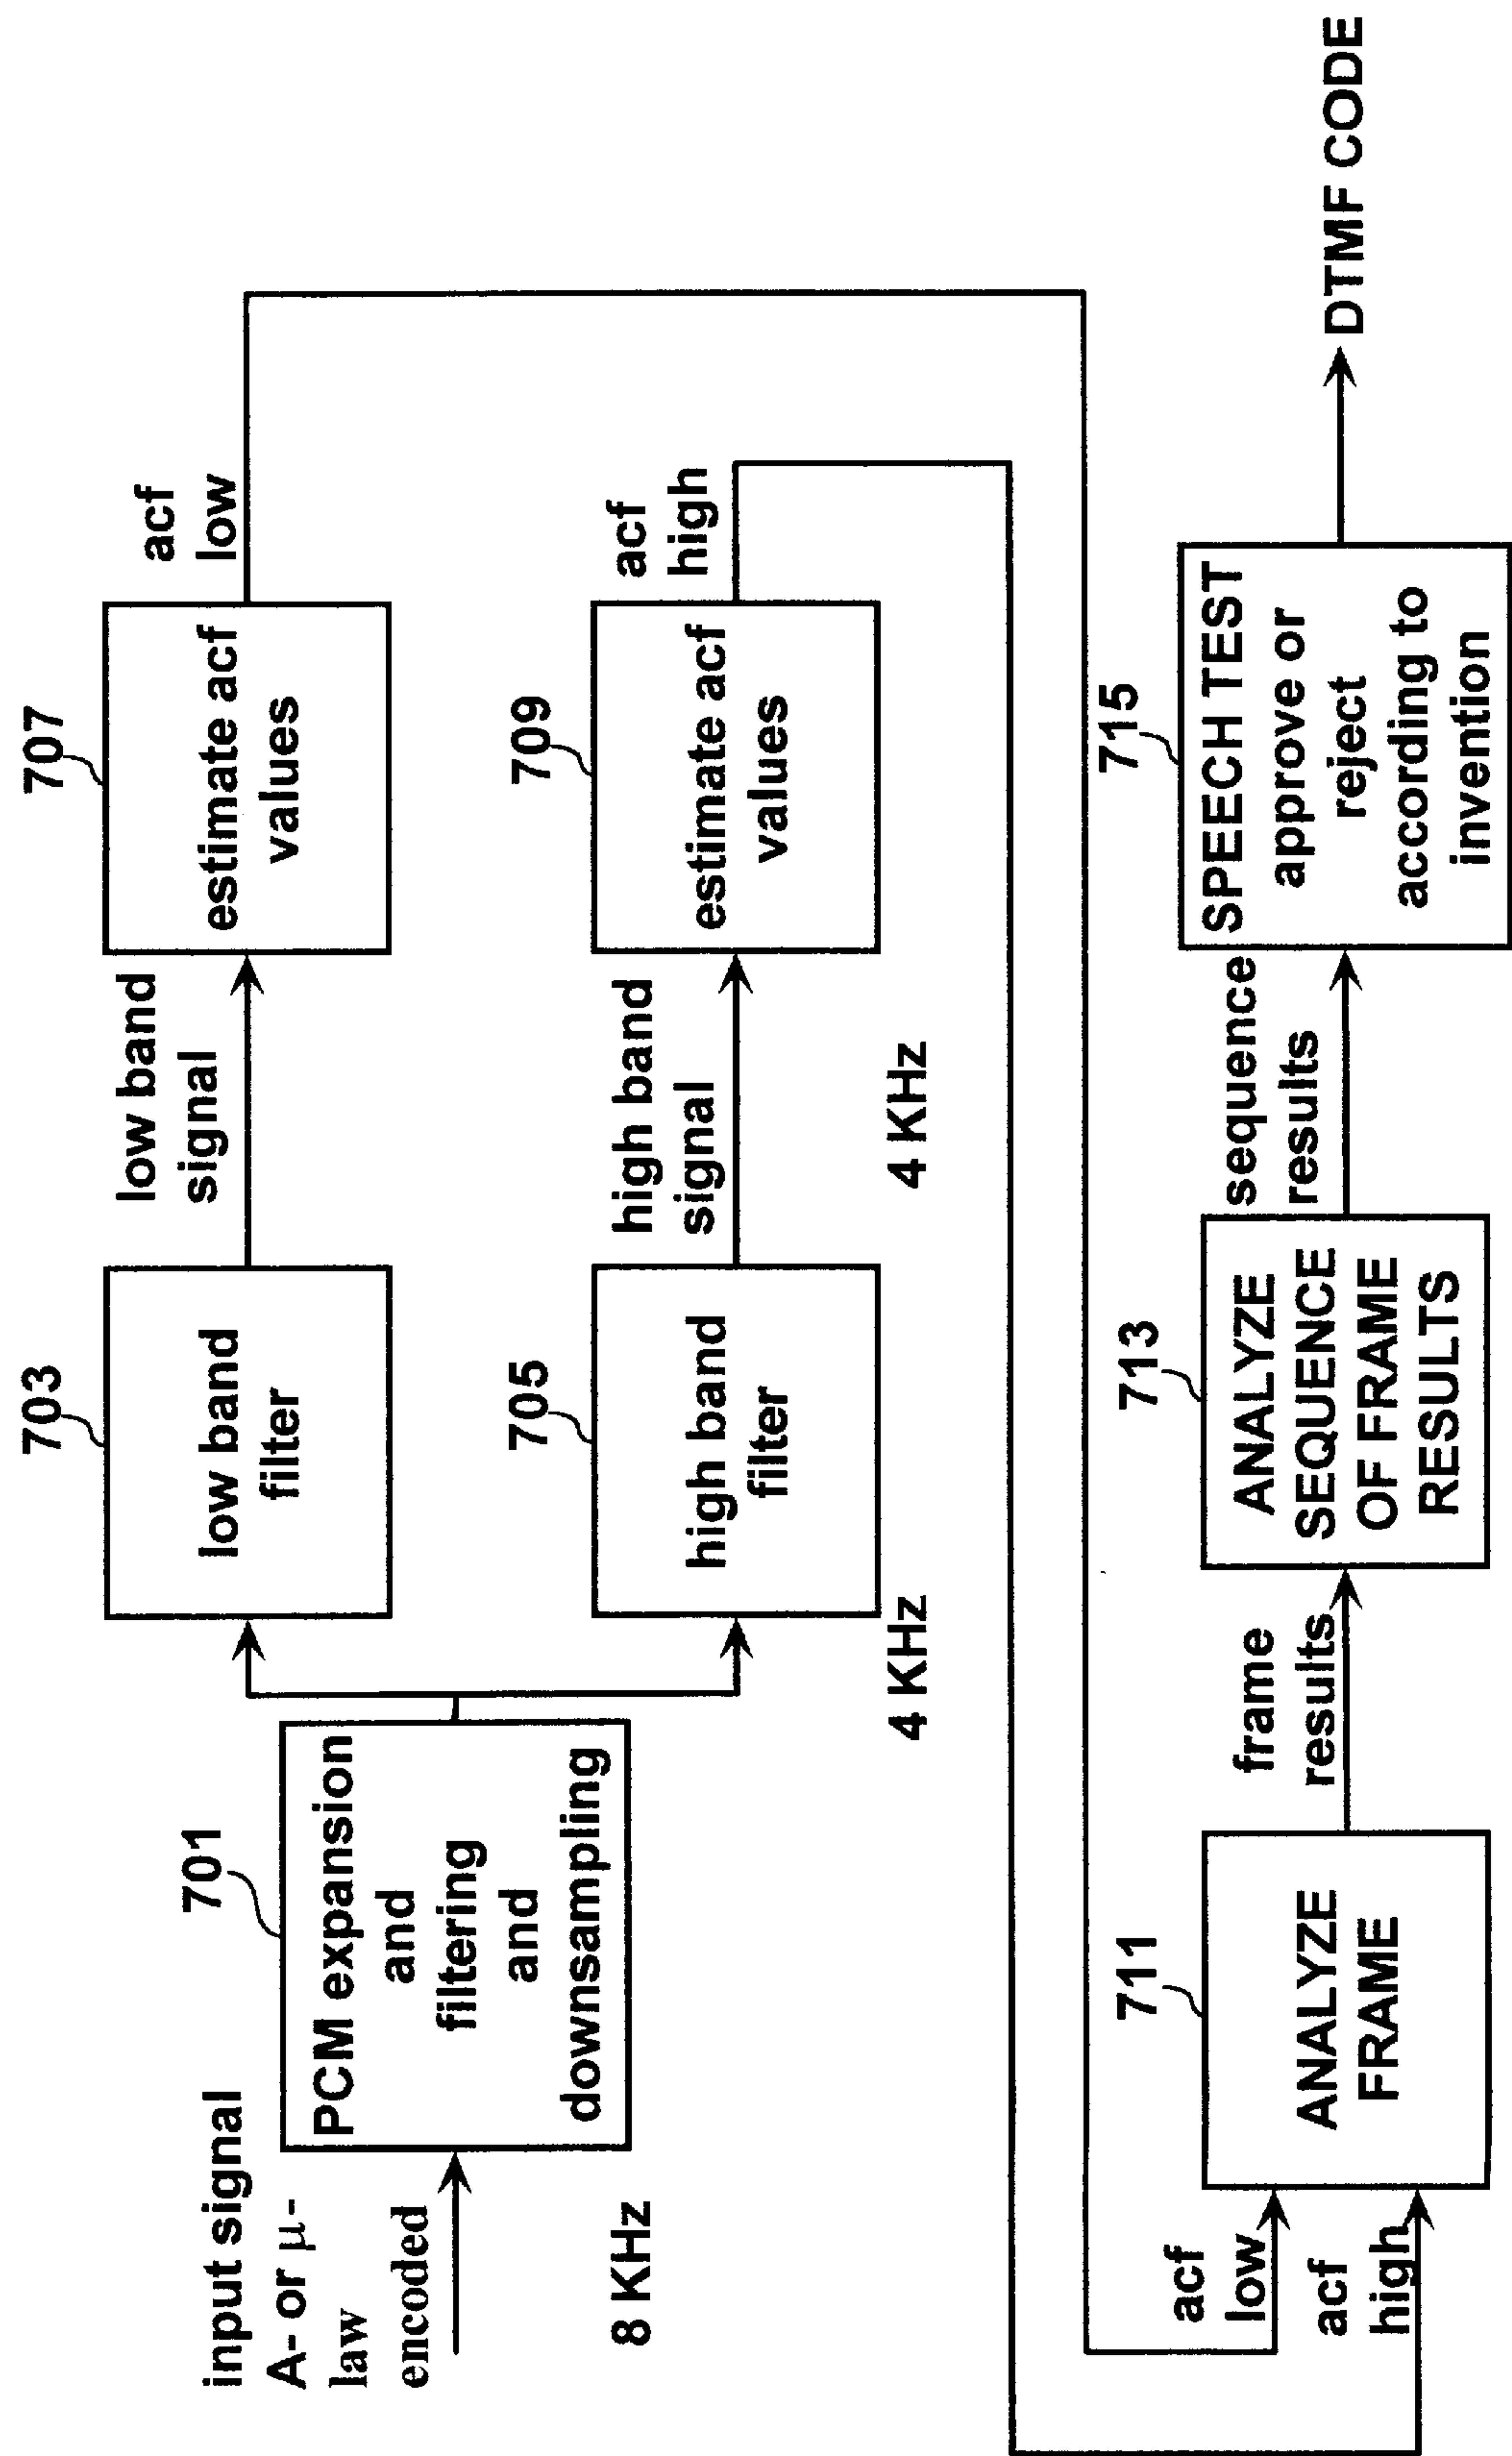 input signal
A- or μ-
law
encoded
8 KHz
701
PCM expansion
and
filtering
and
downsampling
4 KHz
703
low band
filter
705
high band
filter
low band
signal
high band
signal
4 KHz
707
estimate acf
values
709
estimate acf
values
acf
low
acf
high
acf
low
acf
high
711
ANALYZE
FRAME
frame
results
713
ANALYZE
SEQUENCE
OF FRAME
RESULTS
sequence
results
715
SPEECH TEST
approve or
reject
according to
invention
DTMF CODE